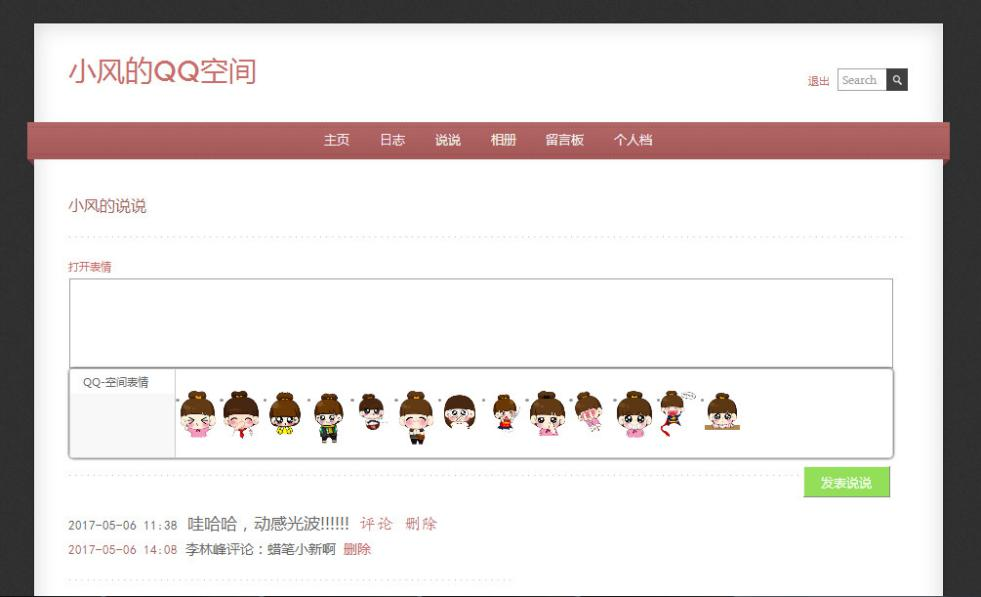 小风的QQ空间
退出 Search
主页 日志 说说 相册 留言板 个人档
小风的说说
打开表情
QQ-空间表情
发表说说
2017-05-06 11:38 哇哈哈，动感光波!!!!!! 评论 删除
2017-05-06 14:08 李林峰评论：蜡笔小新啊 删除